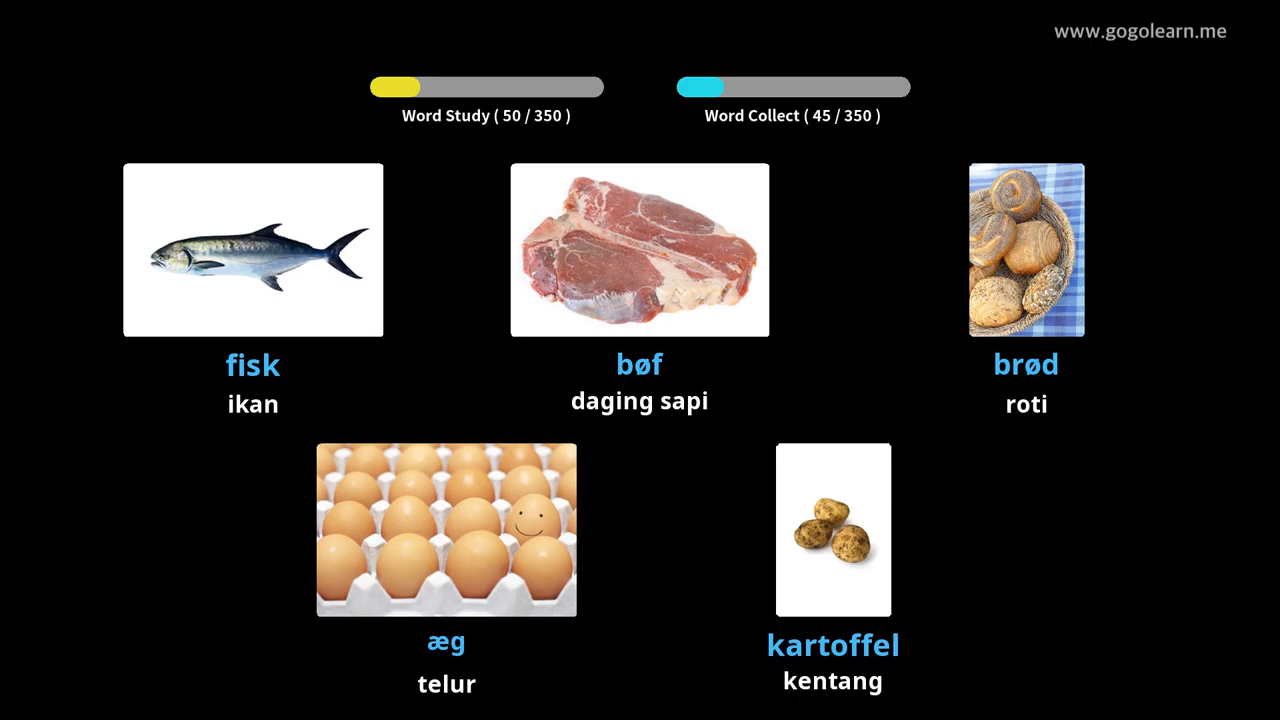 www.gogolearn.me
Word Study ( 50 / 350 )
Word Collect ( 45 / 350 )
fisk
ikan
bøf
daging sapi
brød
roti
æg
telur
kartoffel
kentang